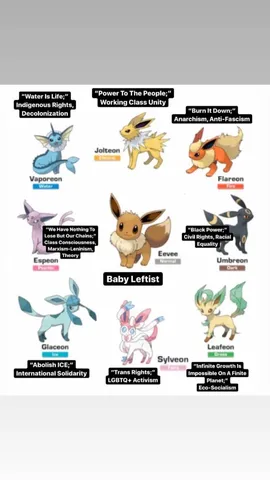 "Water Is Life;"
Indigenous Rights,
Decolonization
"Power To The People;"
Working Class Unity
"Burn It Down;"
Anarchism, Anti-Fascism
Vaporeon
Water
Jolteon
Electric
Flareon
Fire
"We Have Nothing To
Lose But Our Chains;"
Class Consciousness,
Marxism-Leninism,
Theory
Espeon
Psychic
Eevee
Normal
Baby Leftist
"Black Power;"
Civil Rights, Racial
Equality
Umbreon
Dark
Glaceon
Ice
"Abolish ICE;"
International Solidarity
Sylveon
Fairy
"Trans Rights;"
LGBTQ+ Activism
Leafeon
Grass
"Infinite Growth Is
Impossible On A Finite
Planet;"
Eco-Socialism